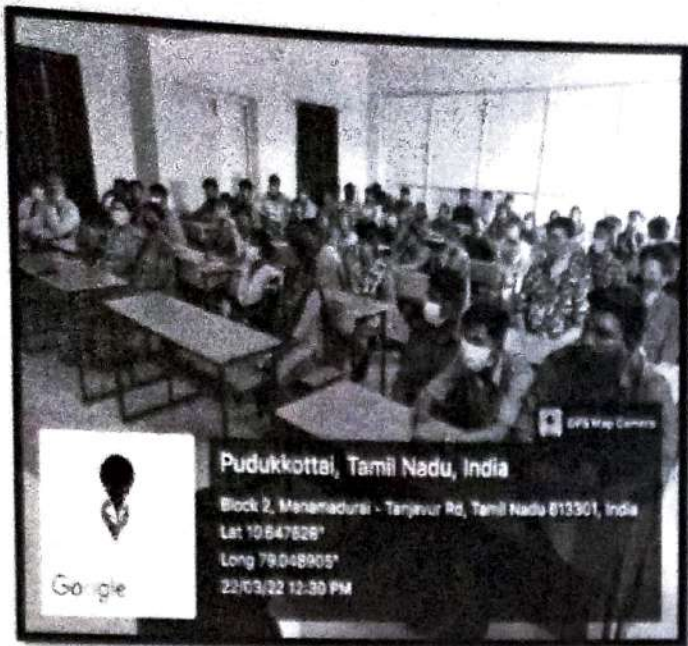 GPS Map Camera
Pudukkottai, Tamil Nadu, India
Block 2, Manamadurai - Tanjavur Rd, Tamil Nadu 613301, India
Lat 10.647628°
Long 79.048905°
22/03/22 12:30 PM
Google